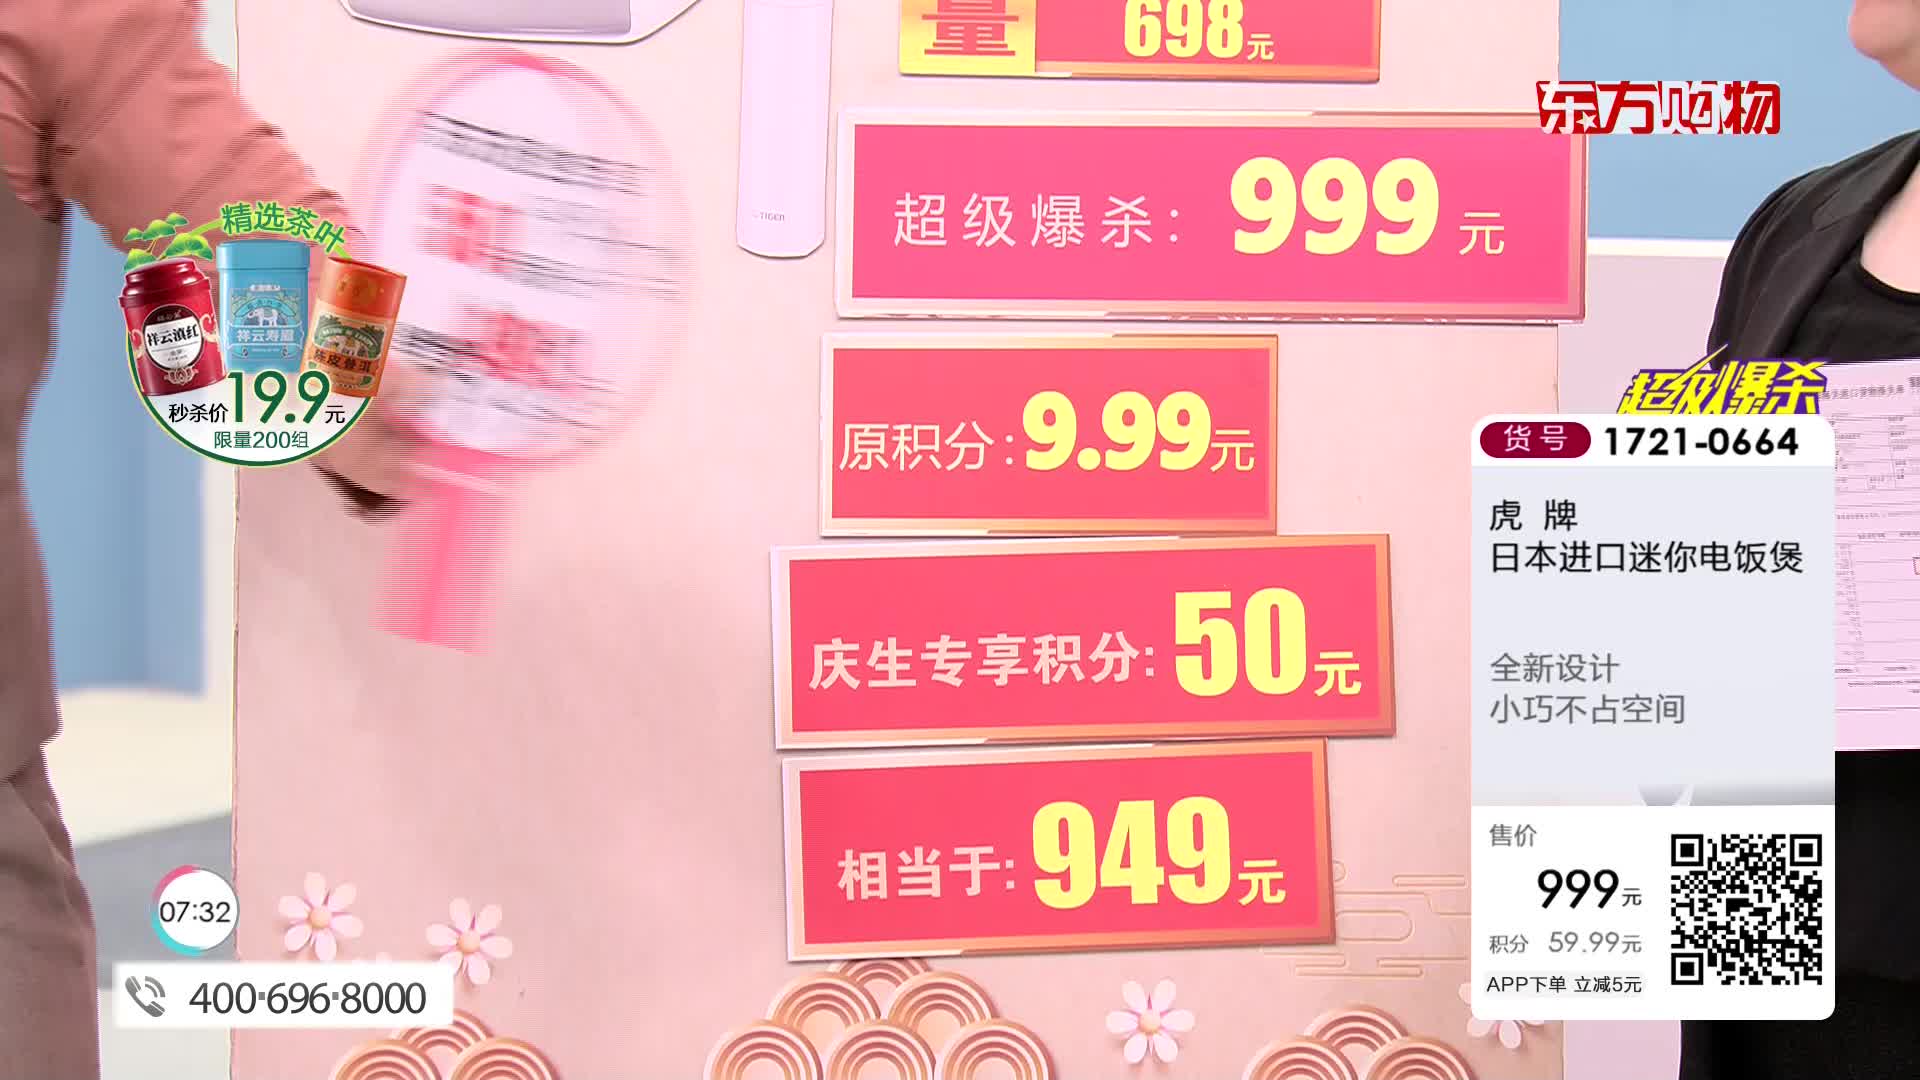 量
698元
东方购物
TIGER
超级爆杀：999元
精选茶叶
祥云滇红
祥云寿眉
陈皮普洱
秒杀价19.9元
限量200组
原积分:9.99元
超级爆杀
货号 1721-0664
虎 牌
日本进口迷你电饭煲
全新设计
小巧不占空间
庆生专享积分:50元
相当于:949元
售价
999元
积分 59.99元
APP下单 立减5元
07:32
400·696·8000